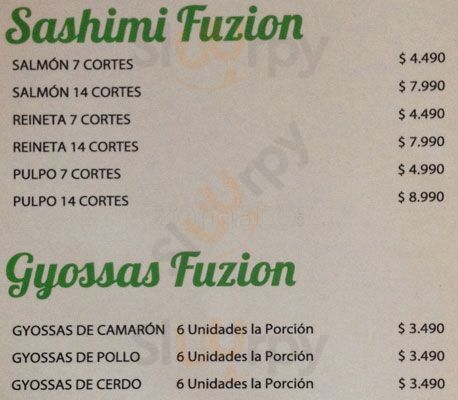 Sashimi Fuzion
SALMÓN 7 CORTES $ 4.490
SALMÓN 14 CORTES $ 7.990
REINETA 7 CORTES $ 4.490
REINETA 14 CORTES $ 7.990
PULPO 7 CORTES $ 4.990
PULPO 14 CORTES $ 8.990
Gyossas Fuzion
GYOSSAS DE CAMARÓN 6 Unidades la Porción $ 3.490
GYOSSAS DE POLLO 6 Unidades la Porción $ 3.490
GYOSSAS DE CERDO 6 Unidades la Porción $ 3.490